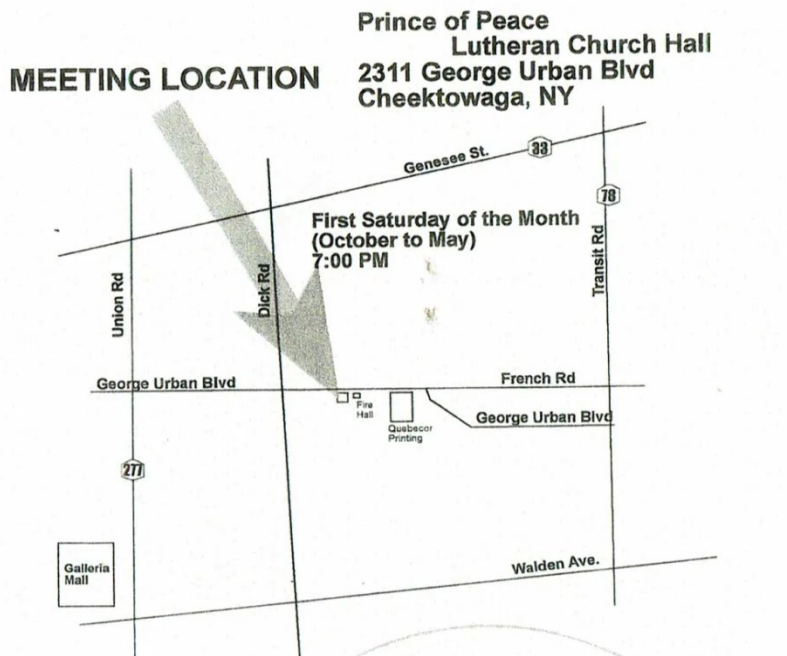 Prince of Peace
Lutheran Church Hall
2311 George Urban Blvd
Cheektowaga, NY
MEETING LOCATION
Genesee St.
33
78
First Saturday of the Month
(October to May)
7:00 PM
Union Rd
Dick Rd
Transit Rd
George Urban Blvd
French Rd
Fire
Hall
Quebecor
Printing
George Urban Blvd
277
Galleria
Mall
Walden Ave.